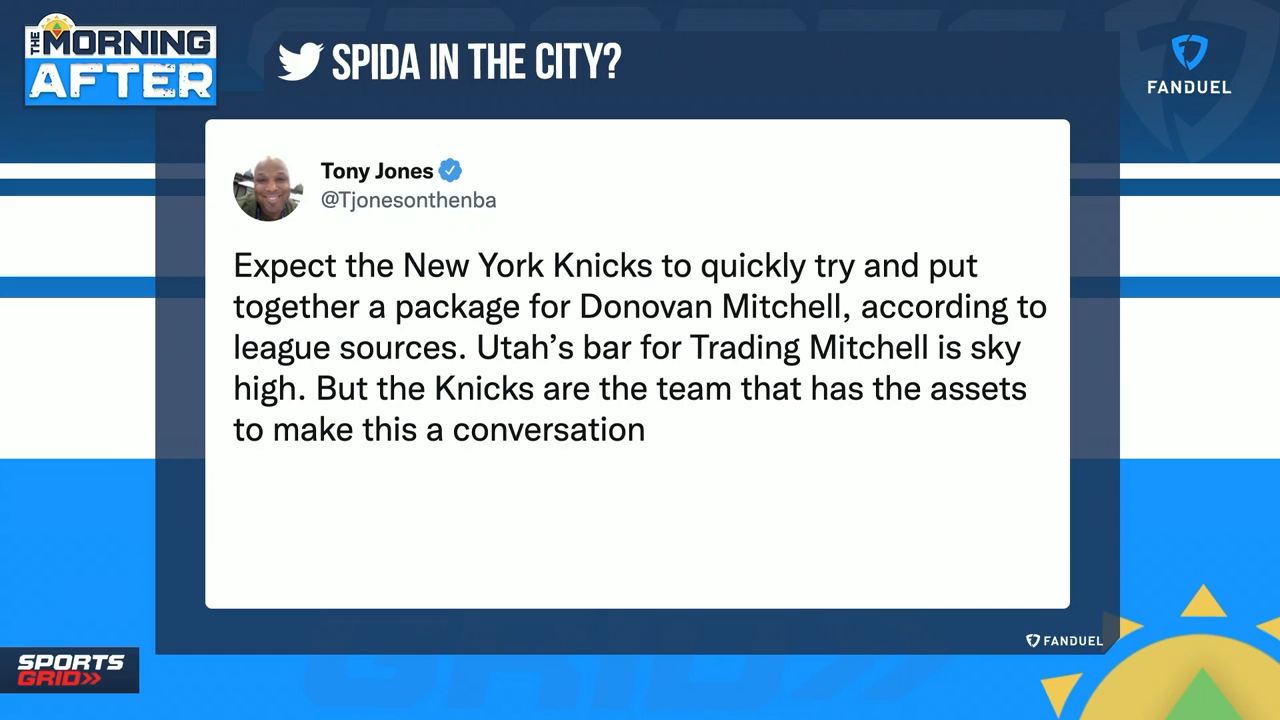 THE
MORNING
AFTER
SPIDA IN THE CITY?
FANDUEL
Tony Jones
@Tjonesonthenba
Expect the New York Knicks to quickly try and put
together a package for Donovan Mitchell, according to
league sources. Utah’s bar for Trading Mitchell is sky
high. But the Knicks are the team that has the assets
to make this a conversation
FANDUEL
SPORTS
GRID